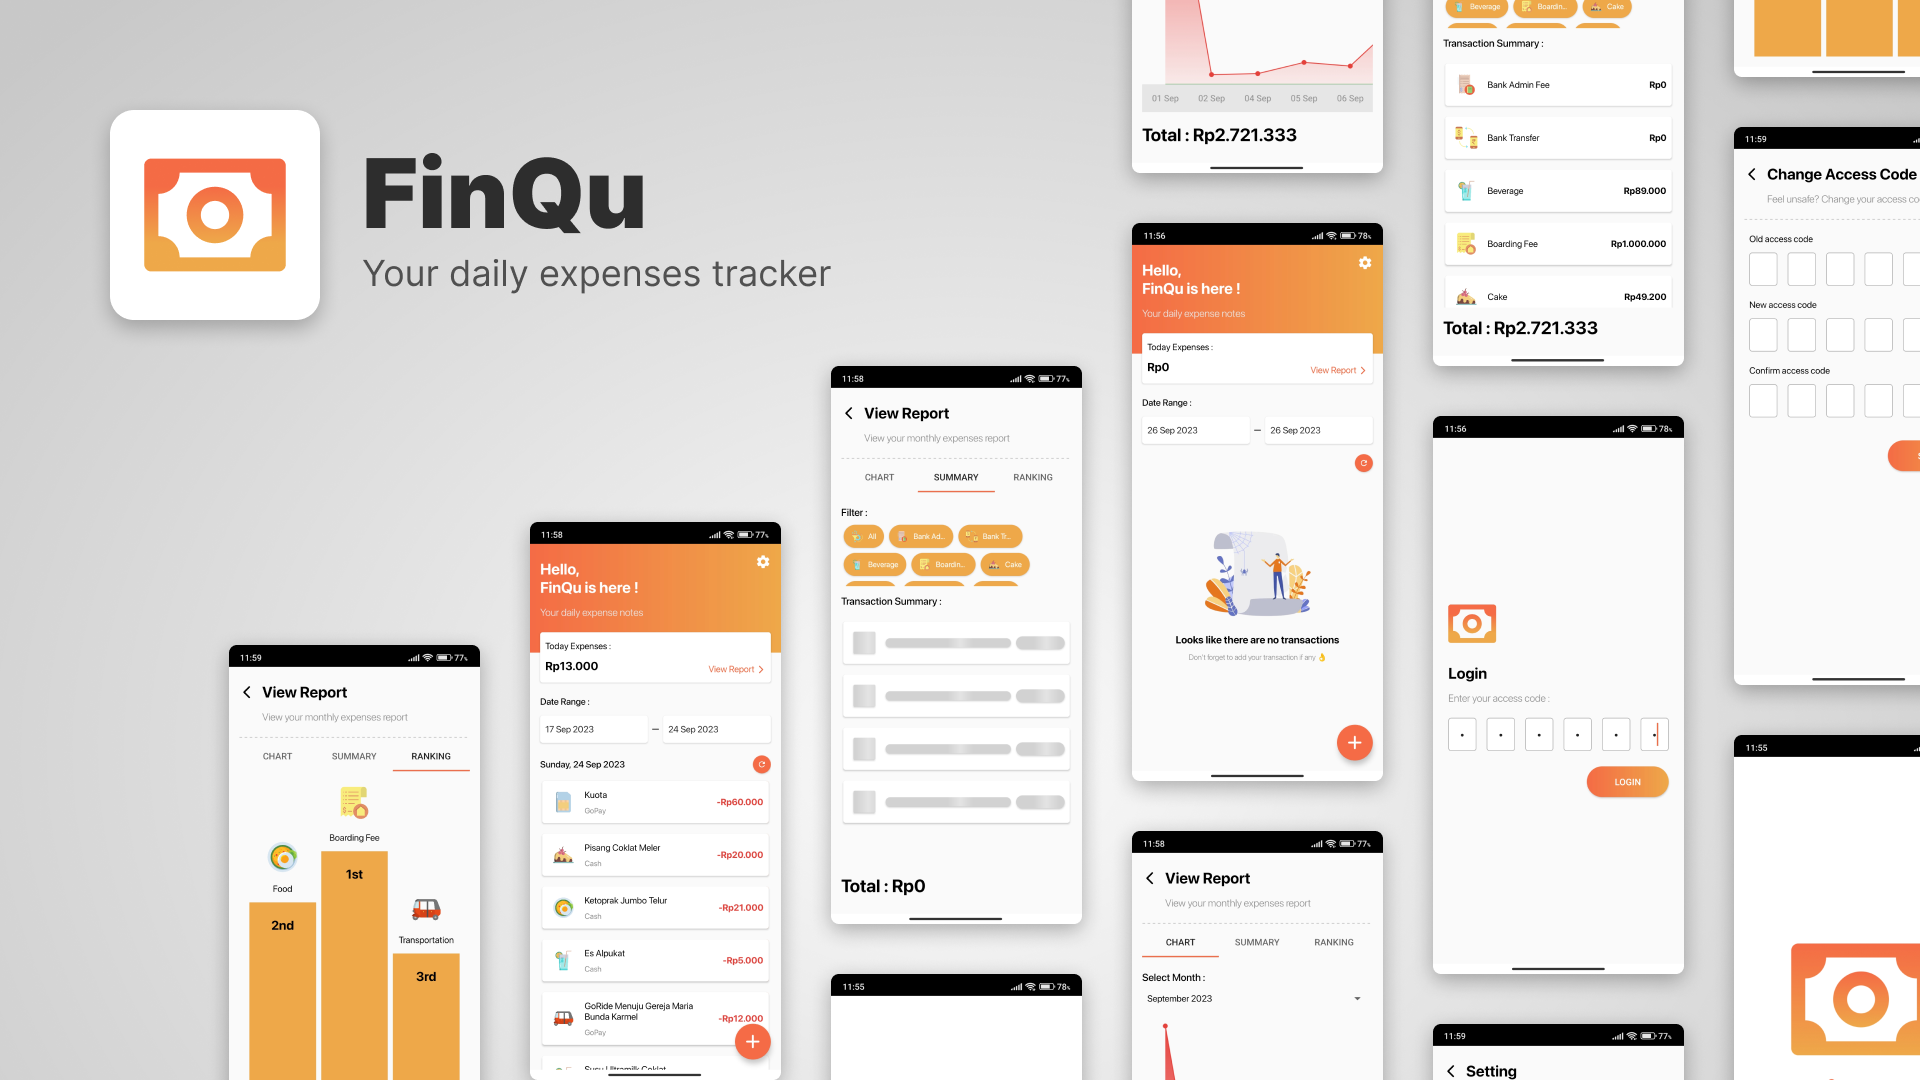 FinQu
Your daily expenses tracker
11:59
77%
View Report
View your monthly expenses report
CHART
SUMMARY
RANKING
Boarding Fee
1st
Food
2nd
Transportation
3rd
11:58
77%
Hello,
FinQu is here !
Your daily expense notes
Today Expenses :
Rp13.000
View Report
Date Range :
17 Sep 2023
–
24 Sep 2023
Sunday, 24 Sep 2023
Kuota
GoPay
-Rp60.000
Pisang Coklat Meler
Cash
-Rp20.000
Ketoprak Jumbo Telur
Cash
-Rp21.000
Es Alpukat
Cash
-Rp5.000
GoRide Menuju Gereja Maria
Bunda Karmel
GoPay
-Rp12.000
Susu Ultramilk Coklat
11:58
77%
View Report
View your monthly expenses report
CHART
SUMMARY
RANKING
Filter :
All
Bank Ad...
Bank Tr...
Beverage
Boardin...
Cake
Transaction Summary :
Total : Rp0
11:55
78%
01 Sep
02 Sep
04 Sep
05 Sep
06 Sep
Total : Rp2.721.333
11:56
78%
Hello,
FinQu is here !
Your daily expense notes
Today Expenses :
Rp0
View Report
Date Range :
26 Sep 2023
–
26 Sep 2023
Looks like there are no transactions
Don't forget to add your transaction if any 👌
11:58
77%
View Report
View your monthly expenses report
CHART
SUMMARY
RANKING
Select Month :
September 2023
Beverage
Boardin...
Cake
Transaction Summary :
Bank Admin Fee
Rp0
Bank Transfer
Rp0
Beverage
Rp89.000
Boarding Fee
Rp1.000.000
Cake
Rp49.200
Total : Rp2.721.333
11:56
78%
Login
Enter your access code :
LOGIN
11:59
77%
Setting
11:59
Change Access Code
Feel unsafe? Change your access co
Old access code
New access code
Confirm access code
11:55